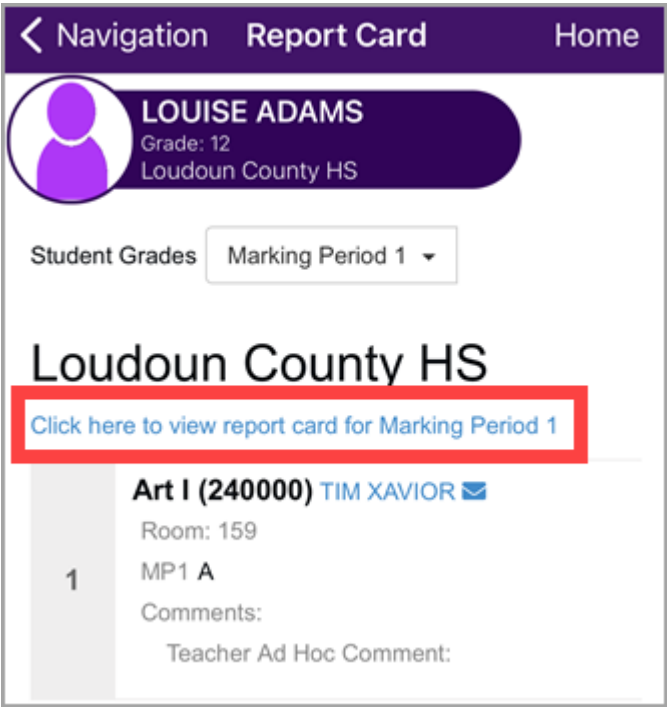 Navigation Report Card Home
LOUISE ADAMS
Grade: 12
Loudoun County HS
Student Grades Marking Period 1
Loudoun County HS
Click here to view report card for Marking Period 1
Art I (240000) TIM XAVIOR
Room: 159
1 MP1 A
Comments:
Teacher Ad Hoc Comment: